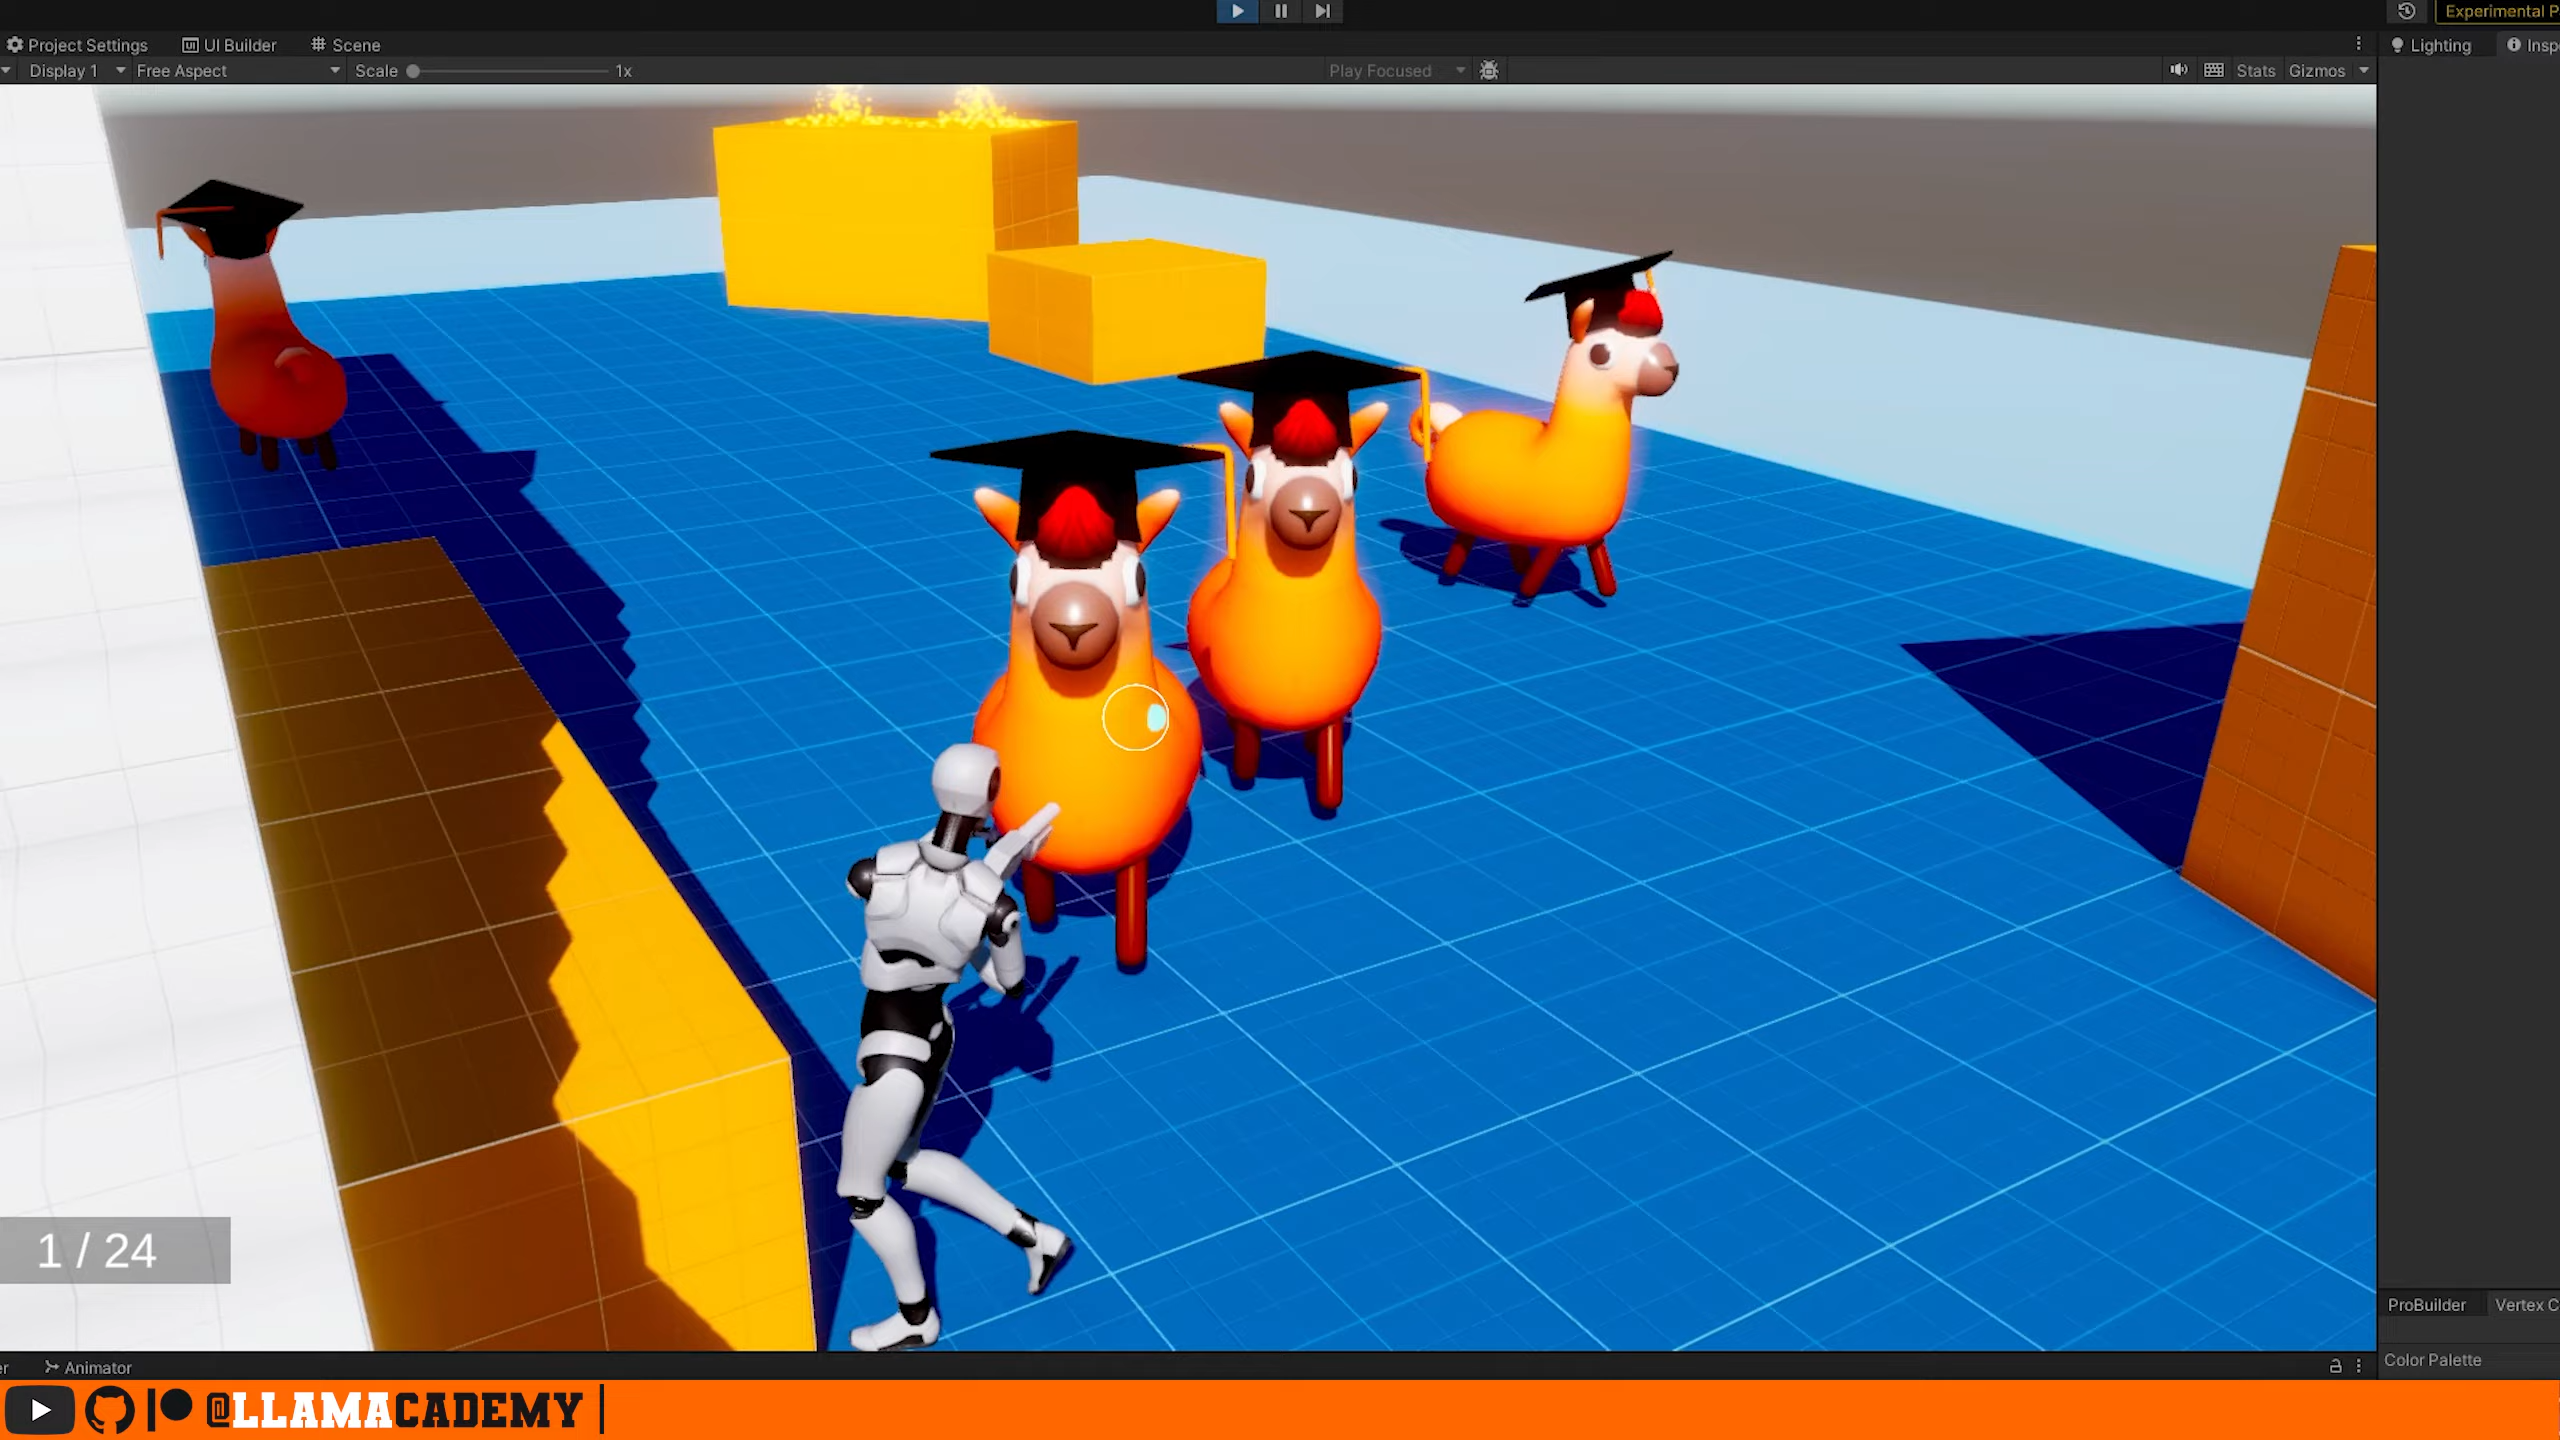 Experimental P
Project Settings UI Builder Scene
Lighting Insp
Display 1 Free Aspect Scale 1x Play Focused Stats Gizmos
1 / 24
ProBuilder Vertex C
er Animator
Color Palette
@LLAMACADEMY